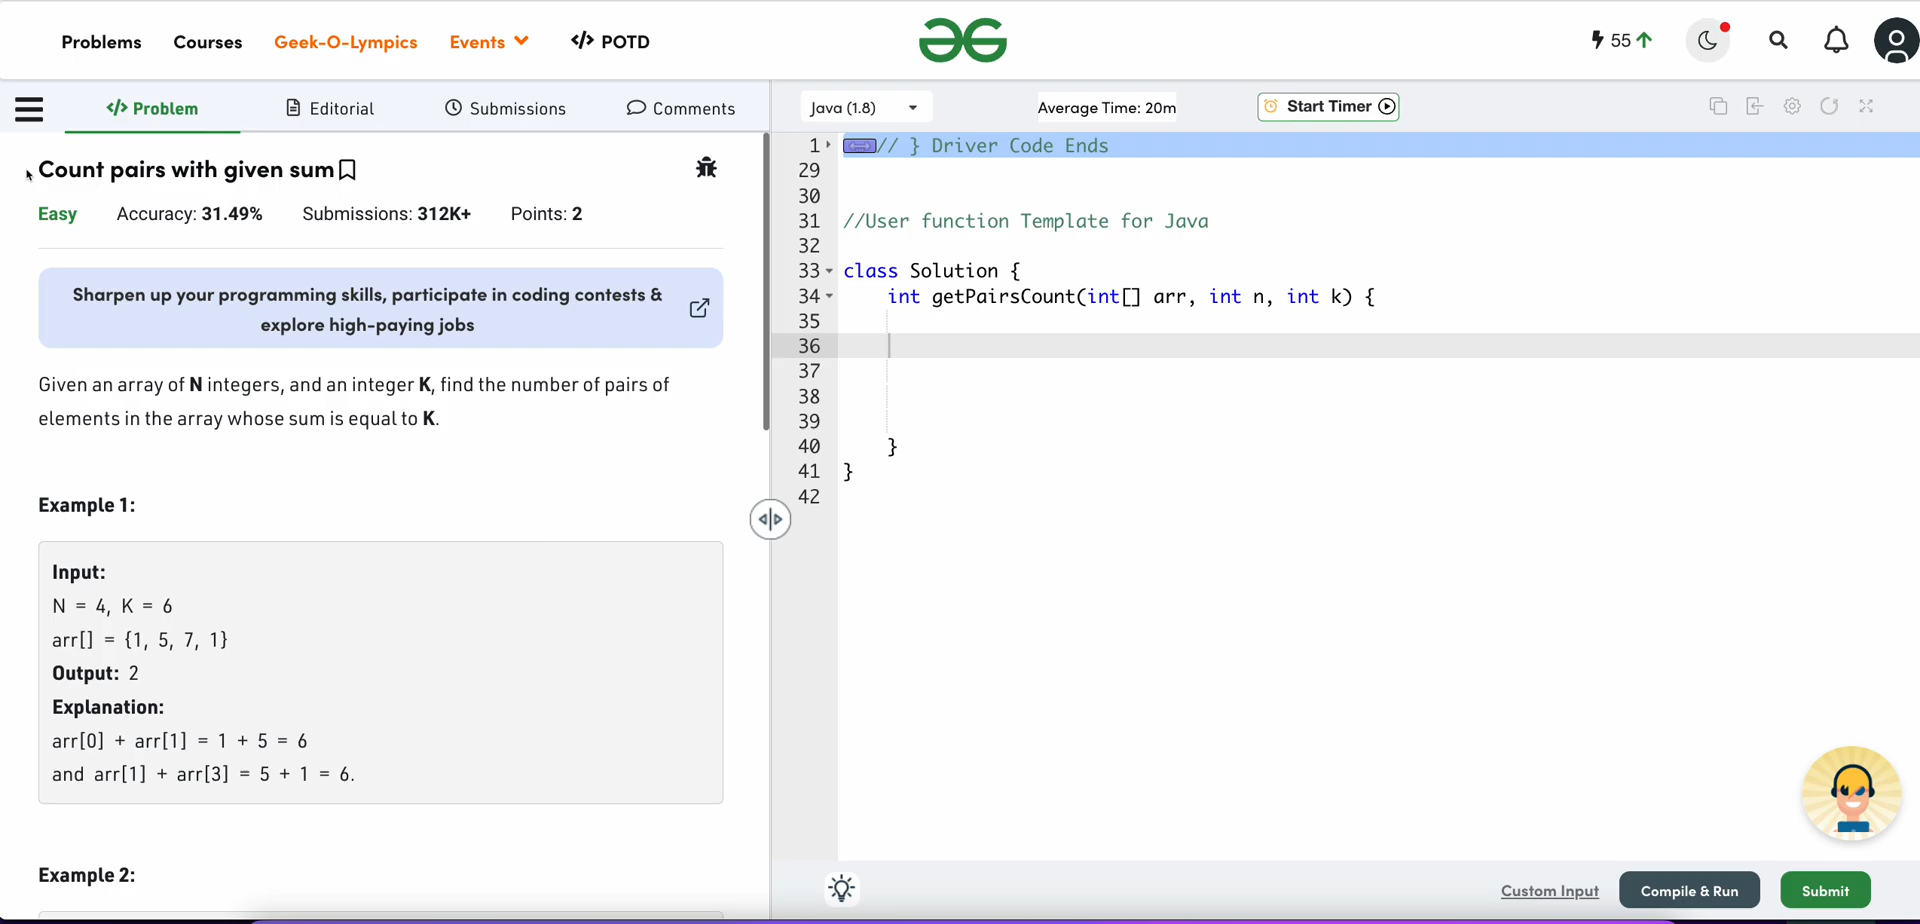 Problems Courses Geek-O-Lympics Events </> POTD
55
</> Problem Editorial Submissions Comments
Java (1.8) Average Time: 20m Start Timer
Count pairs with given sum
Easy Accuracy: 31.49% Submissions: 312K+ Points: 2
Sharpen up your programming skills, participate in coding contests &
explore high-paying jobs
Given an array of N integers, and an integer K, find the number of pairs of
elements in the array whose sum is equal to K.
Example 1:
Input:
N = 4, K = 6
arr[] = {1, 5, 7, 1}
Output: 2
Explanation:
arr[0] + arr[1] = 1 + 5 = 6
and arr[1] + arr[3] = 5 + 1 = 6.
Example 2:
1 // } Driver Code Ends
29
30
31 //User function Template for Java
32
33 class Solution {
34 int getPairsCount(int[] arr, int n, int k) {
35
36
37
38
39
40 }
41 }
42
Custom Input Compile & Run Submit